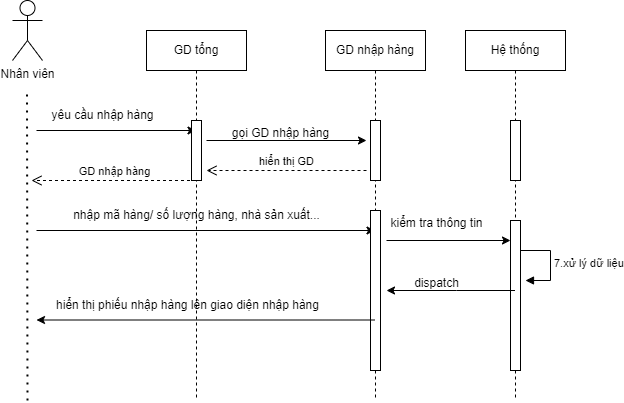 Nhân viên
GD tổng
GD nhập hàng
Hệ thống
yêu cầu nhập hàng
gọi GD nhập hàng
hiển thị GD
GD nhập hàng
nhập mã hàng/ số lượng hàng, nhà sản xuất...
kiểm tra thông tin
7.xử lý dữ liệu
dispatch
hiển thị phiếu nhập hàng lên giao diện nhập hàng